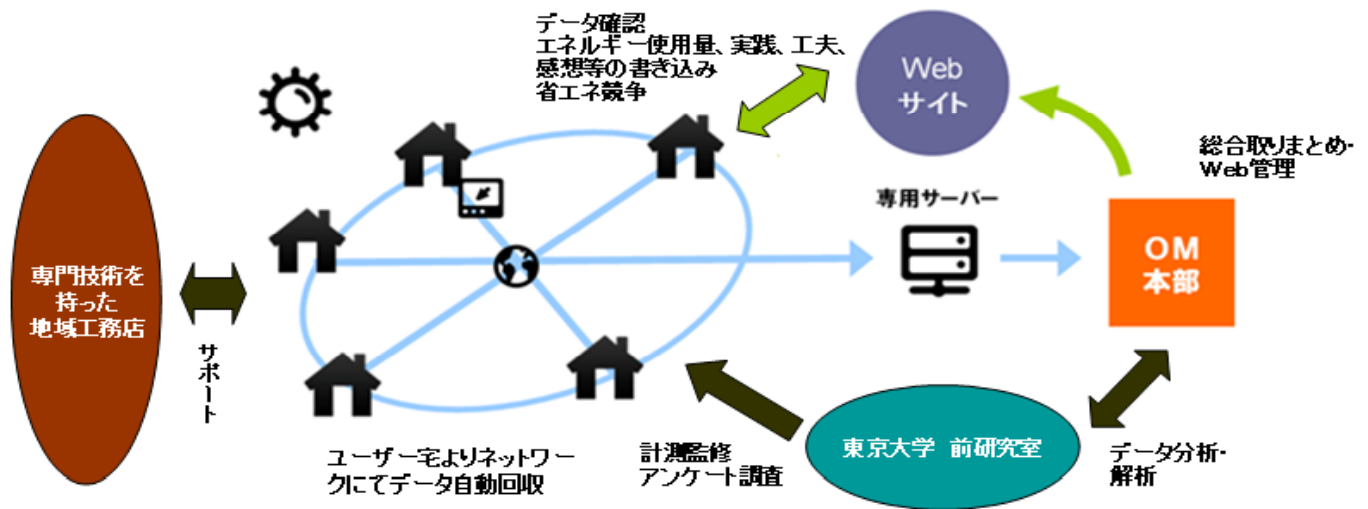 データ確認
エネルギー使用量、実践、工夫、
感想等の書き込み
省エネ競争
Web
サイト
総合取りまとめ・
Web管理
専用サーバー
OM
本部
専門技術を
持った
地域工務店
サポート
ユーザー宅よりネットワー
クにてデータ自動回収
計測監修
アンケート調査
東京大学 前研究室
データ分析・
解析